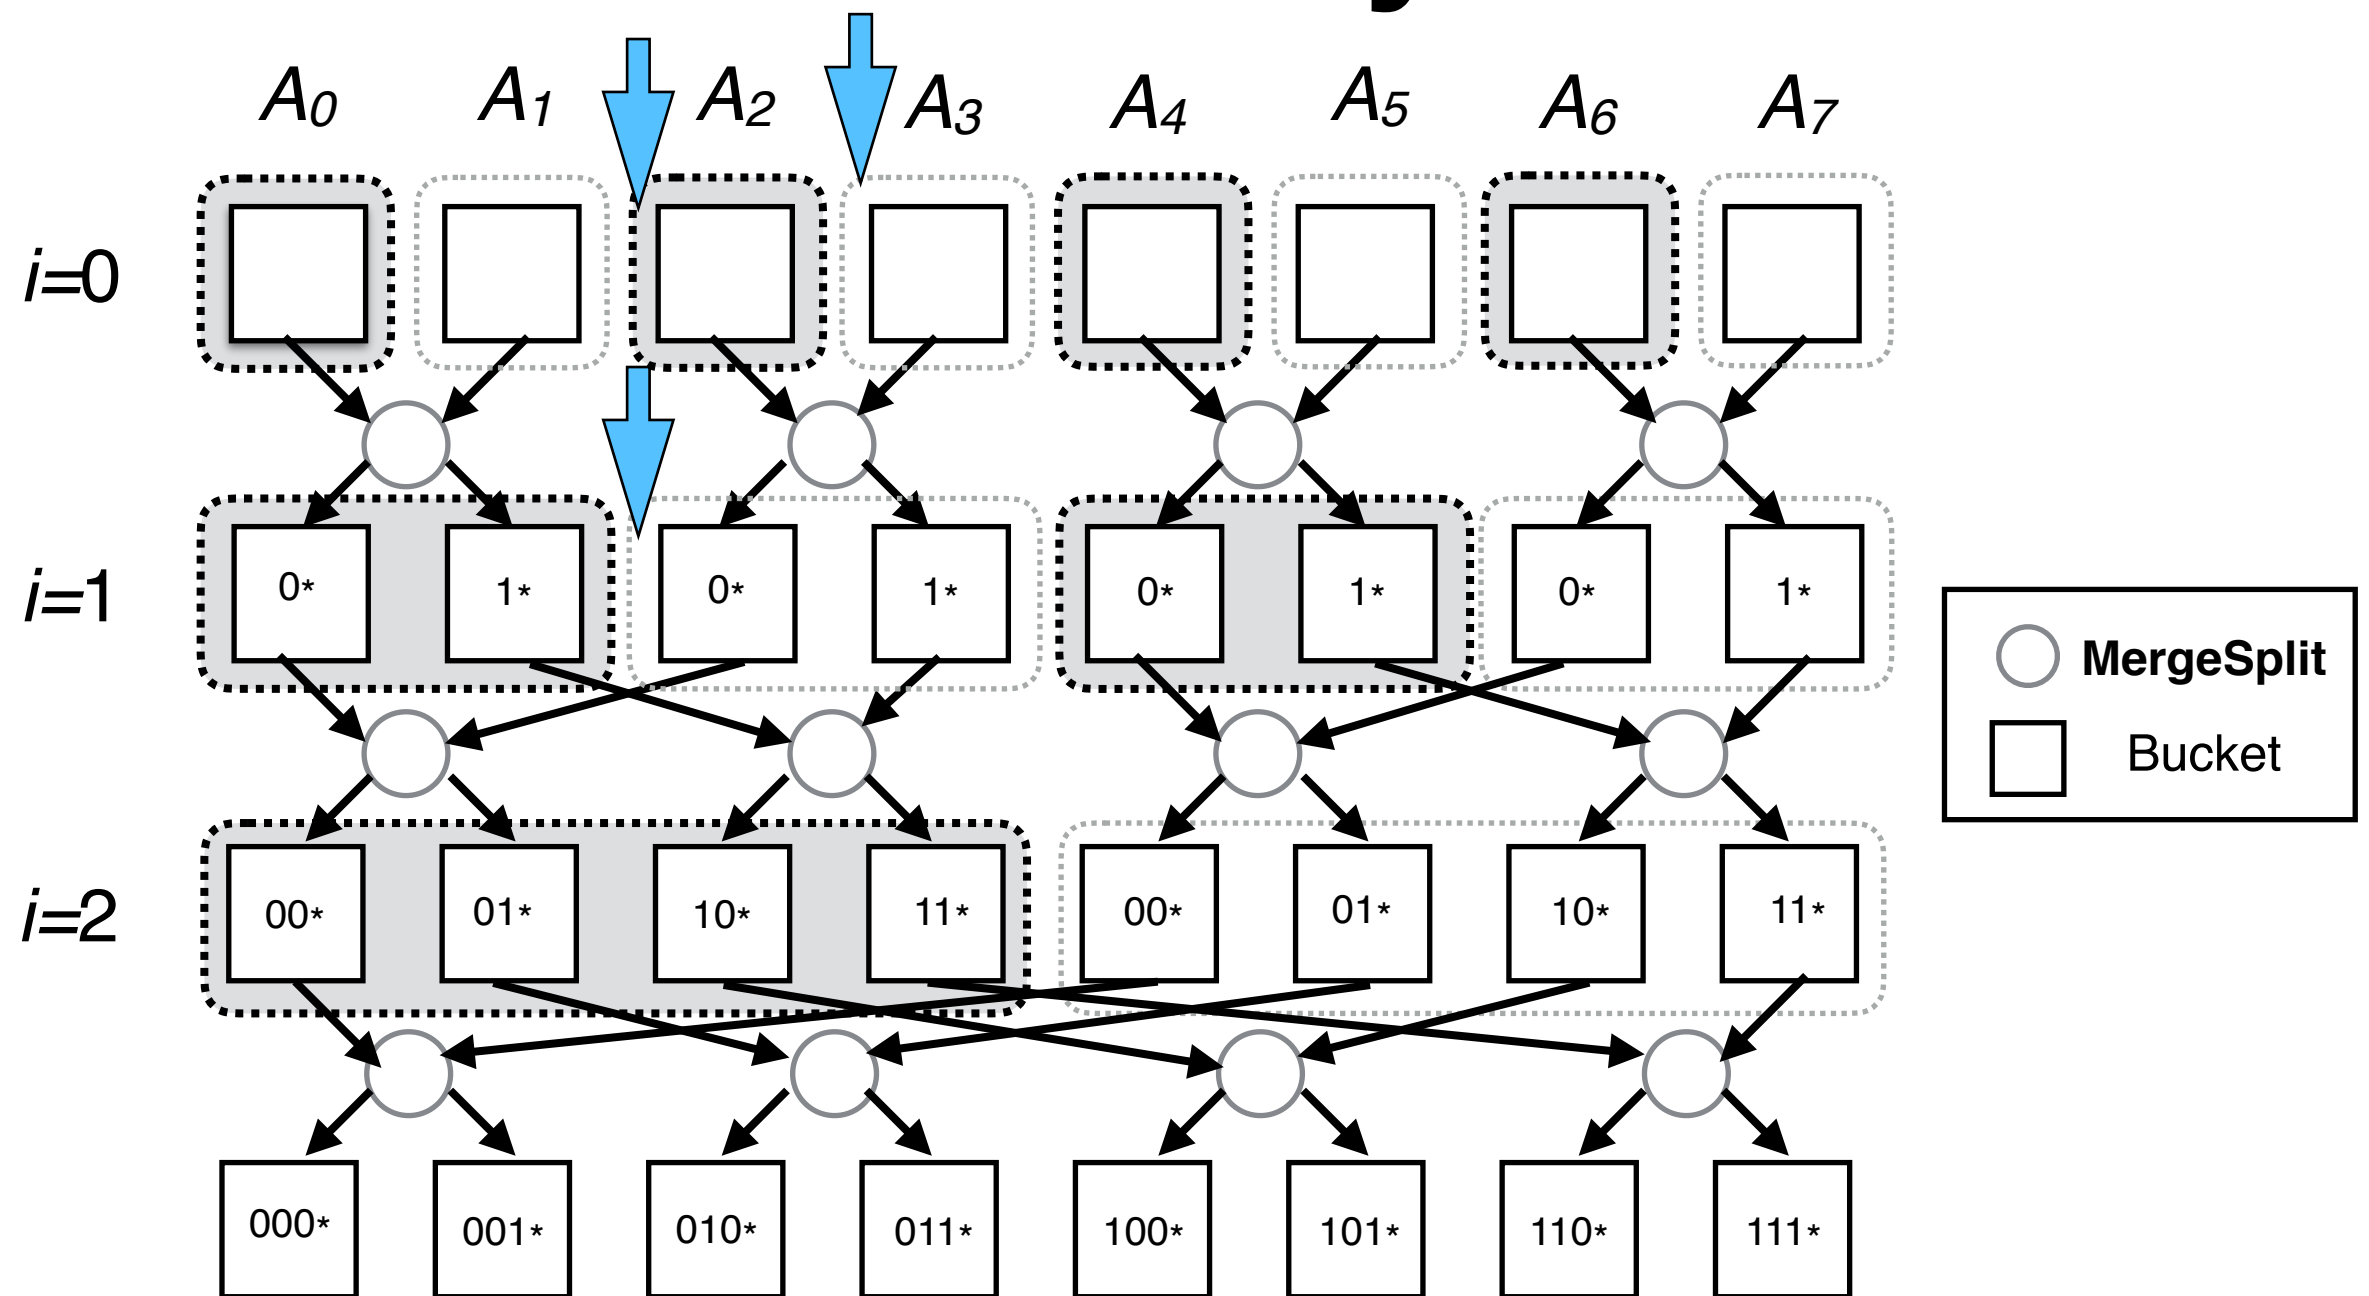 A0 A1 A2 A3 A4 A5 A6 A7
i=0
i=1
0* 1* 0* 1* 0* 1* 0* 1*
MergeSplit
Bucket
i=2
00* 01* 10* 11* 00* 01* 10* 11*
000* 001* 010* 011* 100* 101* 110* 111*